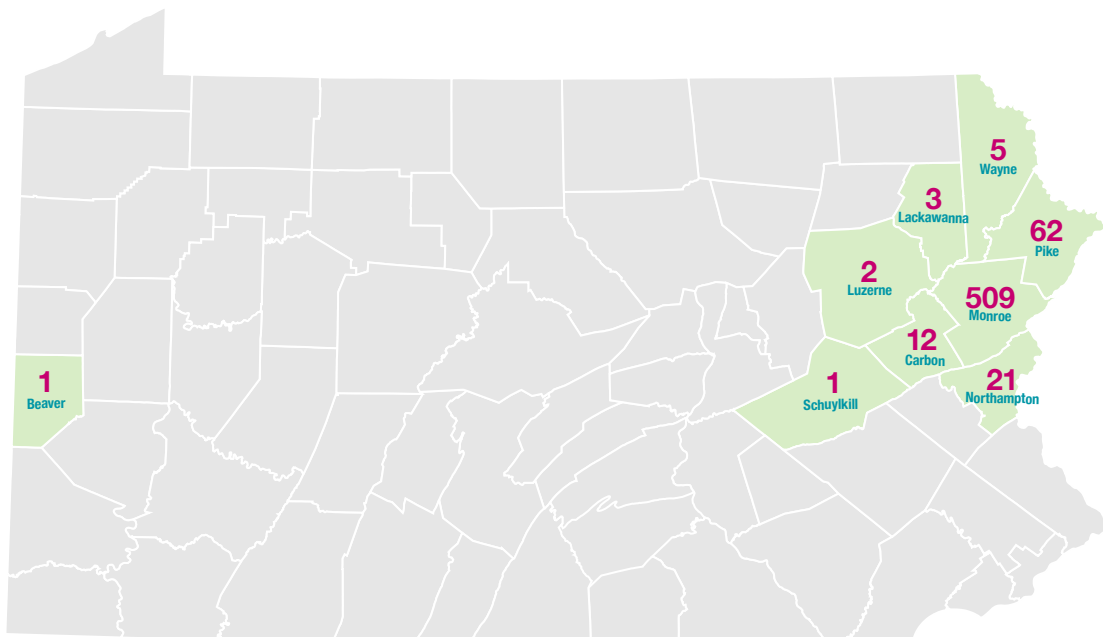 5
Wayne
3
Lackawanna
62
Pike
2
Luzerne
509
Monroe
12
Carbon
1
Beaver
1
Schuylkill
21
Northampton